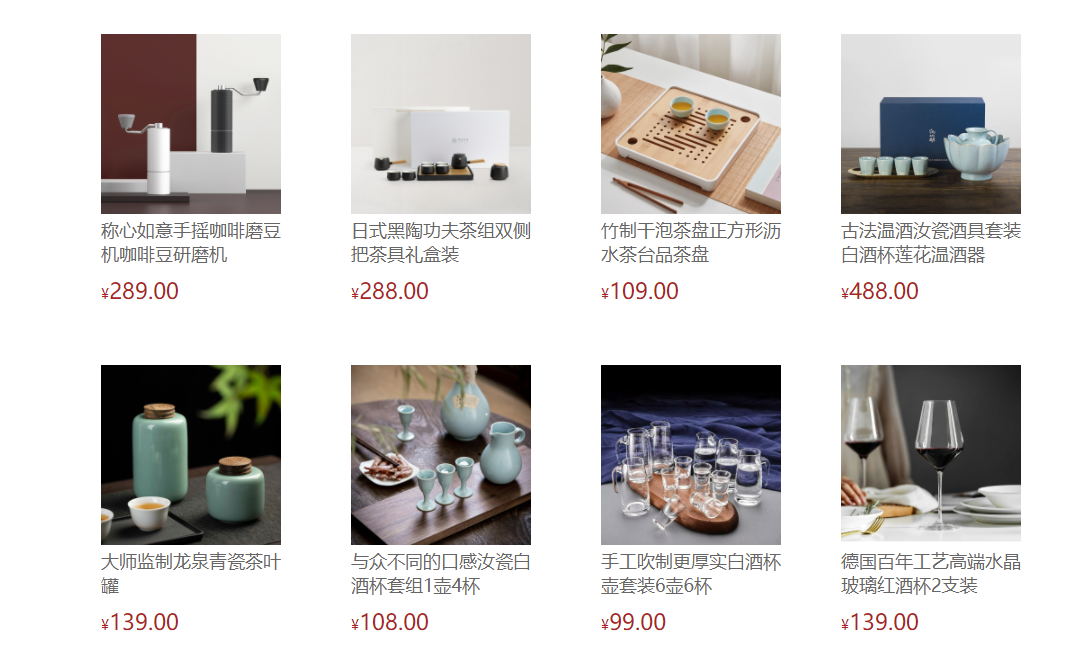 称心如意手摇咖啡磨豆
机咖啡豆研磨机
¥289.00
日式黑陶功夫茶组双侧
把茶具礼盒装
¥288.00
竹制干泡茶盘正方形沥
水茶台品茶盘
¥109.00
古法温酒汝瓷酒具套装
白酒杯莲花温酒器
¥488.00
大师监制龙泉青瓷茶叶
罐
¥139.00
与众不同的口感汝瓷白
酒杯套组1壶4杯
¥108.00
手工吹制更厚实白酒杯
壶套装6壶6杯
¥99.00
德国百年工艺高端水晶
玻璃红酒杯2支装
¥139.00